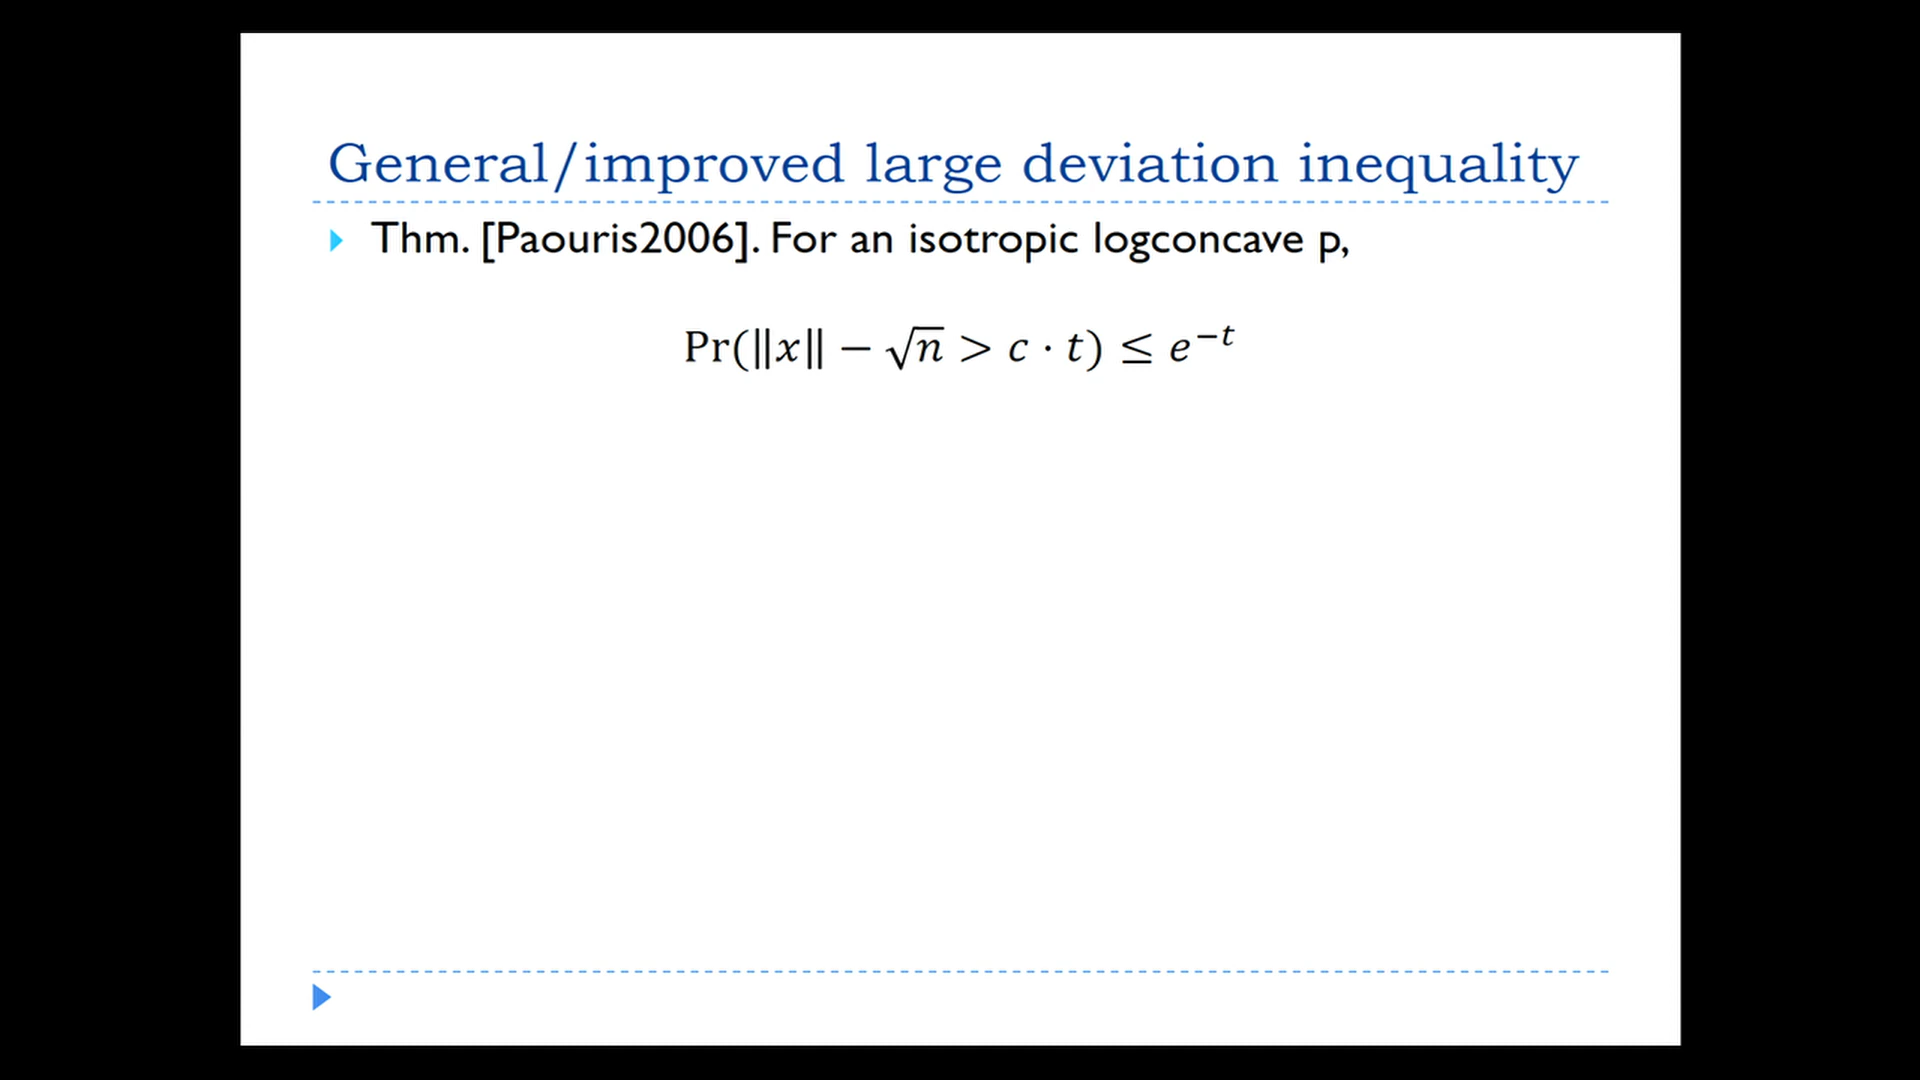 General/improved large deviation inequality
Thm. [Paouris2006]. For an isotropic logconcave p,
Pr(‖x‖ − √n > c · t) ≤ e^{−t}